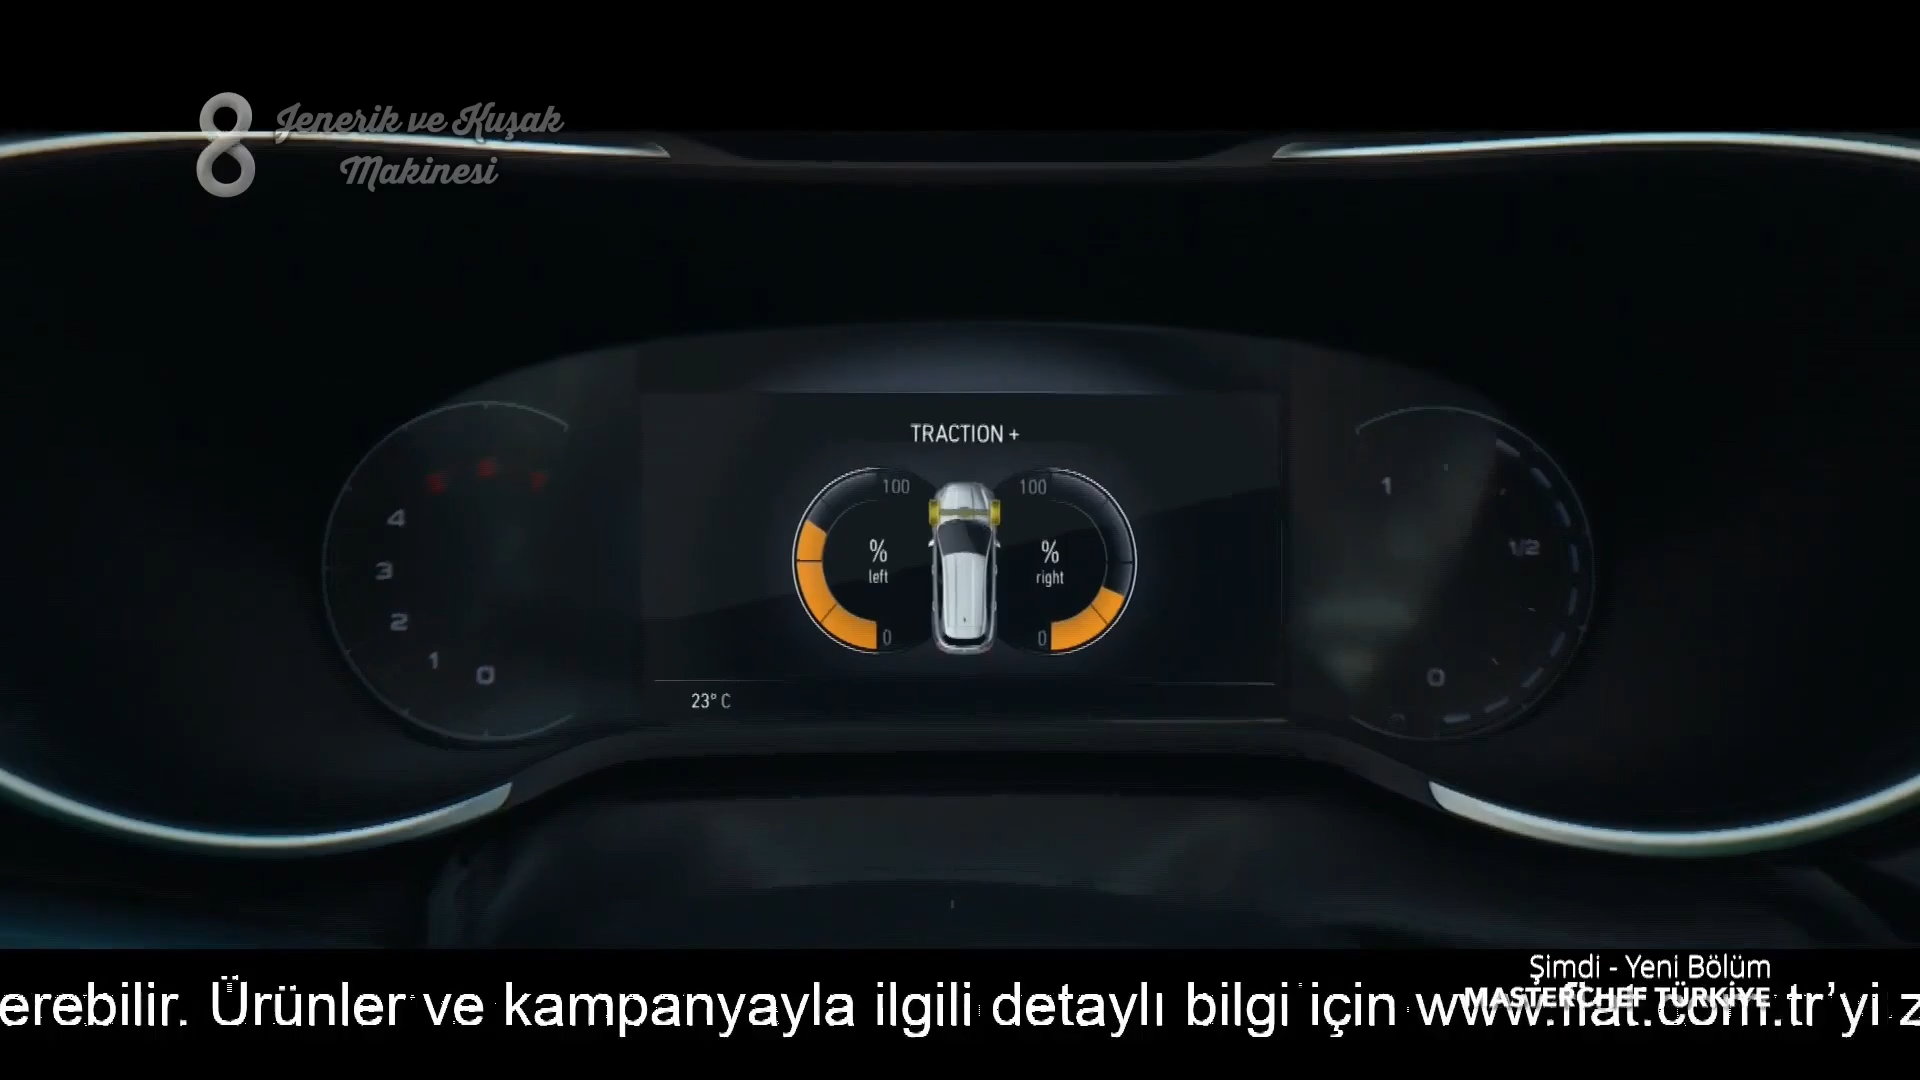 8 Jenerik ve Kuşak
Makinesi
TRACTION +
100
100
4
3
2
1
0
%
left
%
right
0
0
1
1/2
0
23° C
Şimdi - Yeni Bölüm
MASTERCHEF TÜRKİYE
erebilir. Ürünler ve kampanyayla ilgili detaylı bilgi için www.fiat.com.tr’yi z